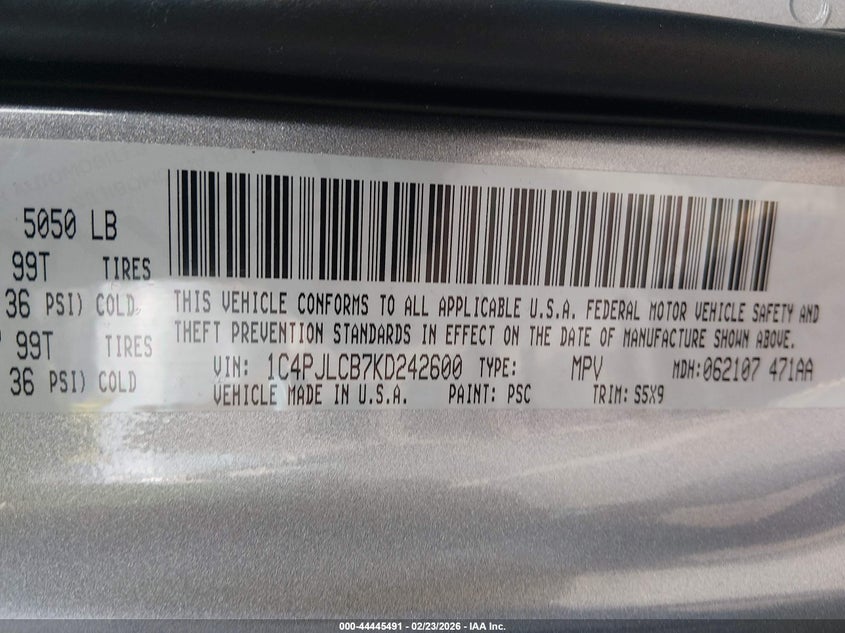 5050 LB
99T TIRES
36 PSI) COLD
99T TIRES
36 PSI) COLD
THIS VEHICLE CONFORMS TO ALL APPLICABLE U.S.A. FEDERAL MOTOR VEHICLE SAFETY AND
THEFT PREVENTION STANDARDS IN EFFECT ON THE DATE OF MANUFACTURE SHOWN ABOVE.
VIN: 1C4PJLCB7KD242600 TYPE: MPV MDH:062107 471AA
VEHICLE MADE IN U.S.A. PAINT: PSC TRIM: S5X9
000-44445491 - 02/23/2026 - IAA Inc.